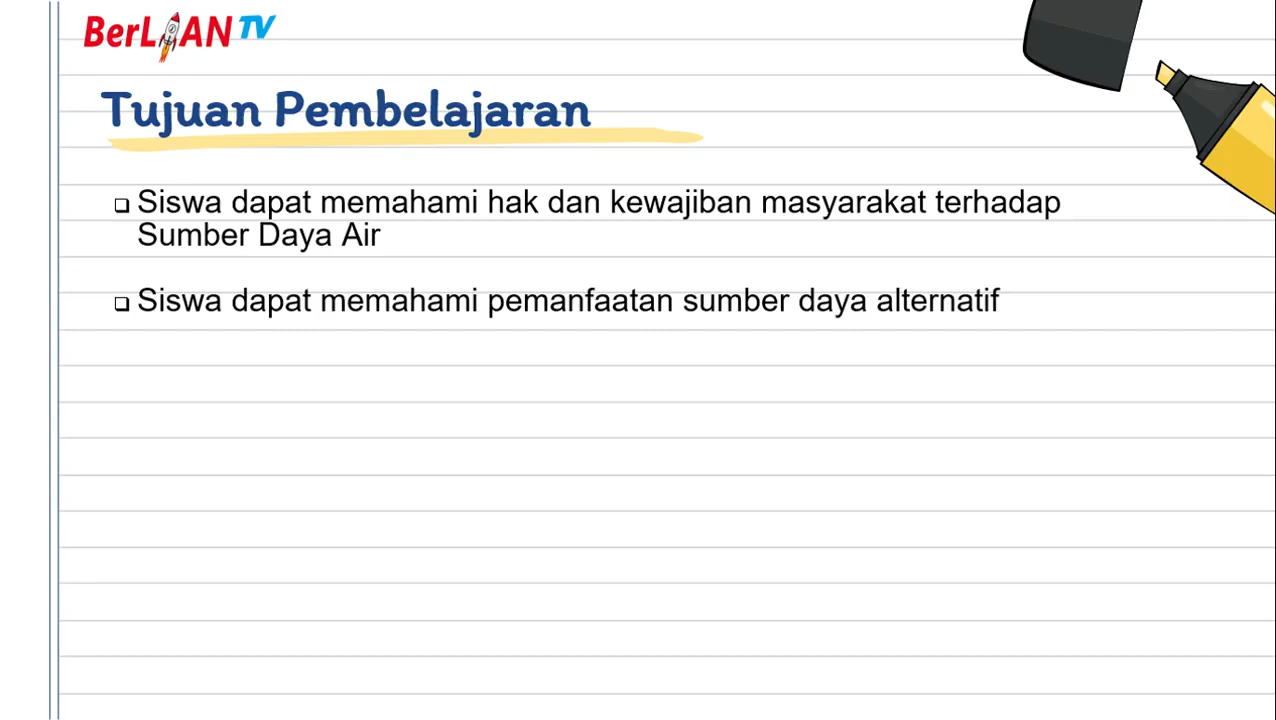 BerLIAN TV
Tujuan Pembelajaran
❑ Siswa dapat memahami hak dan kewajiban masyarakat terhadap
Sumber Daya Air
❑ Siswa dapat memahami pemanfaatan sumber daya alternatif